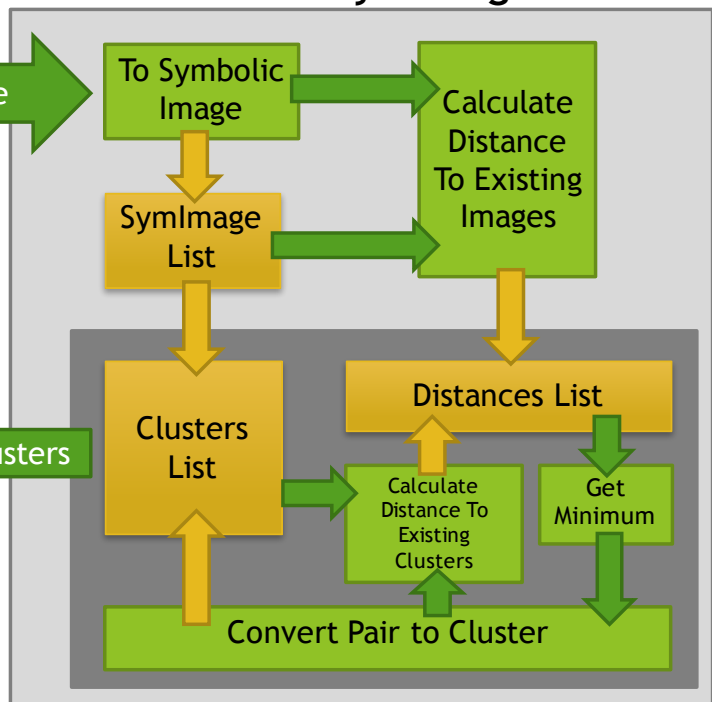 To Symbolic
Image
Calculate
Distance
To Existing
Images
SymImage
List
Clusters
List
Distances List
Calculate
Distance To
Existing
Clusters
Get
Minimum
Convert Pair to Cluster